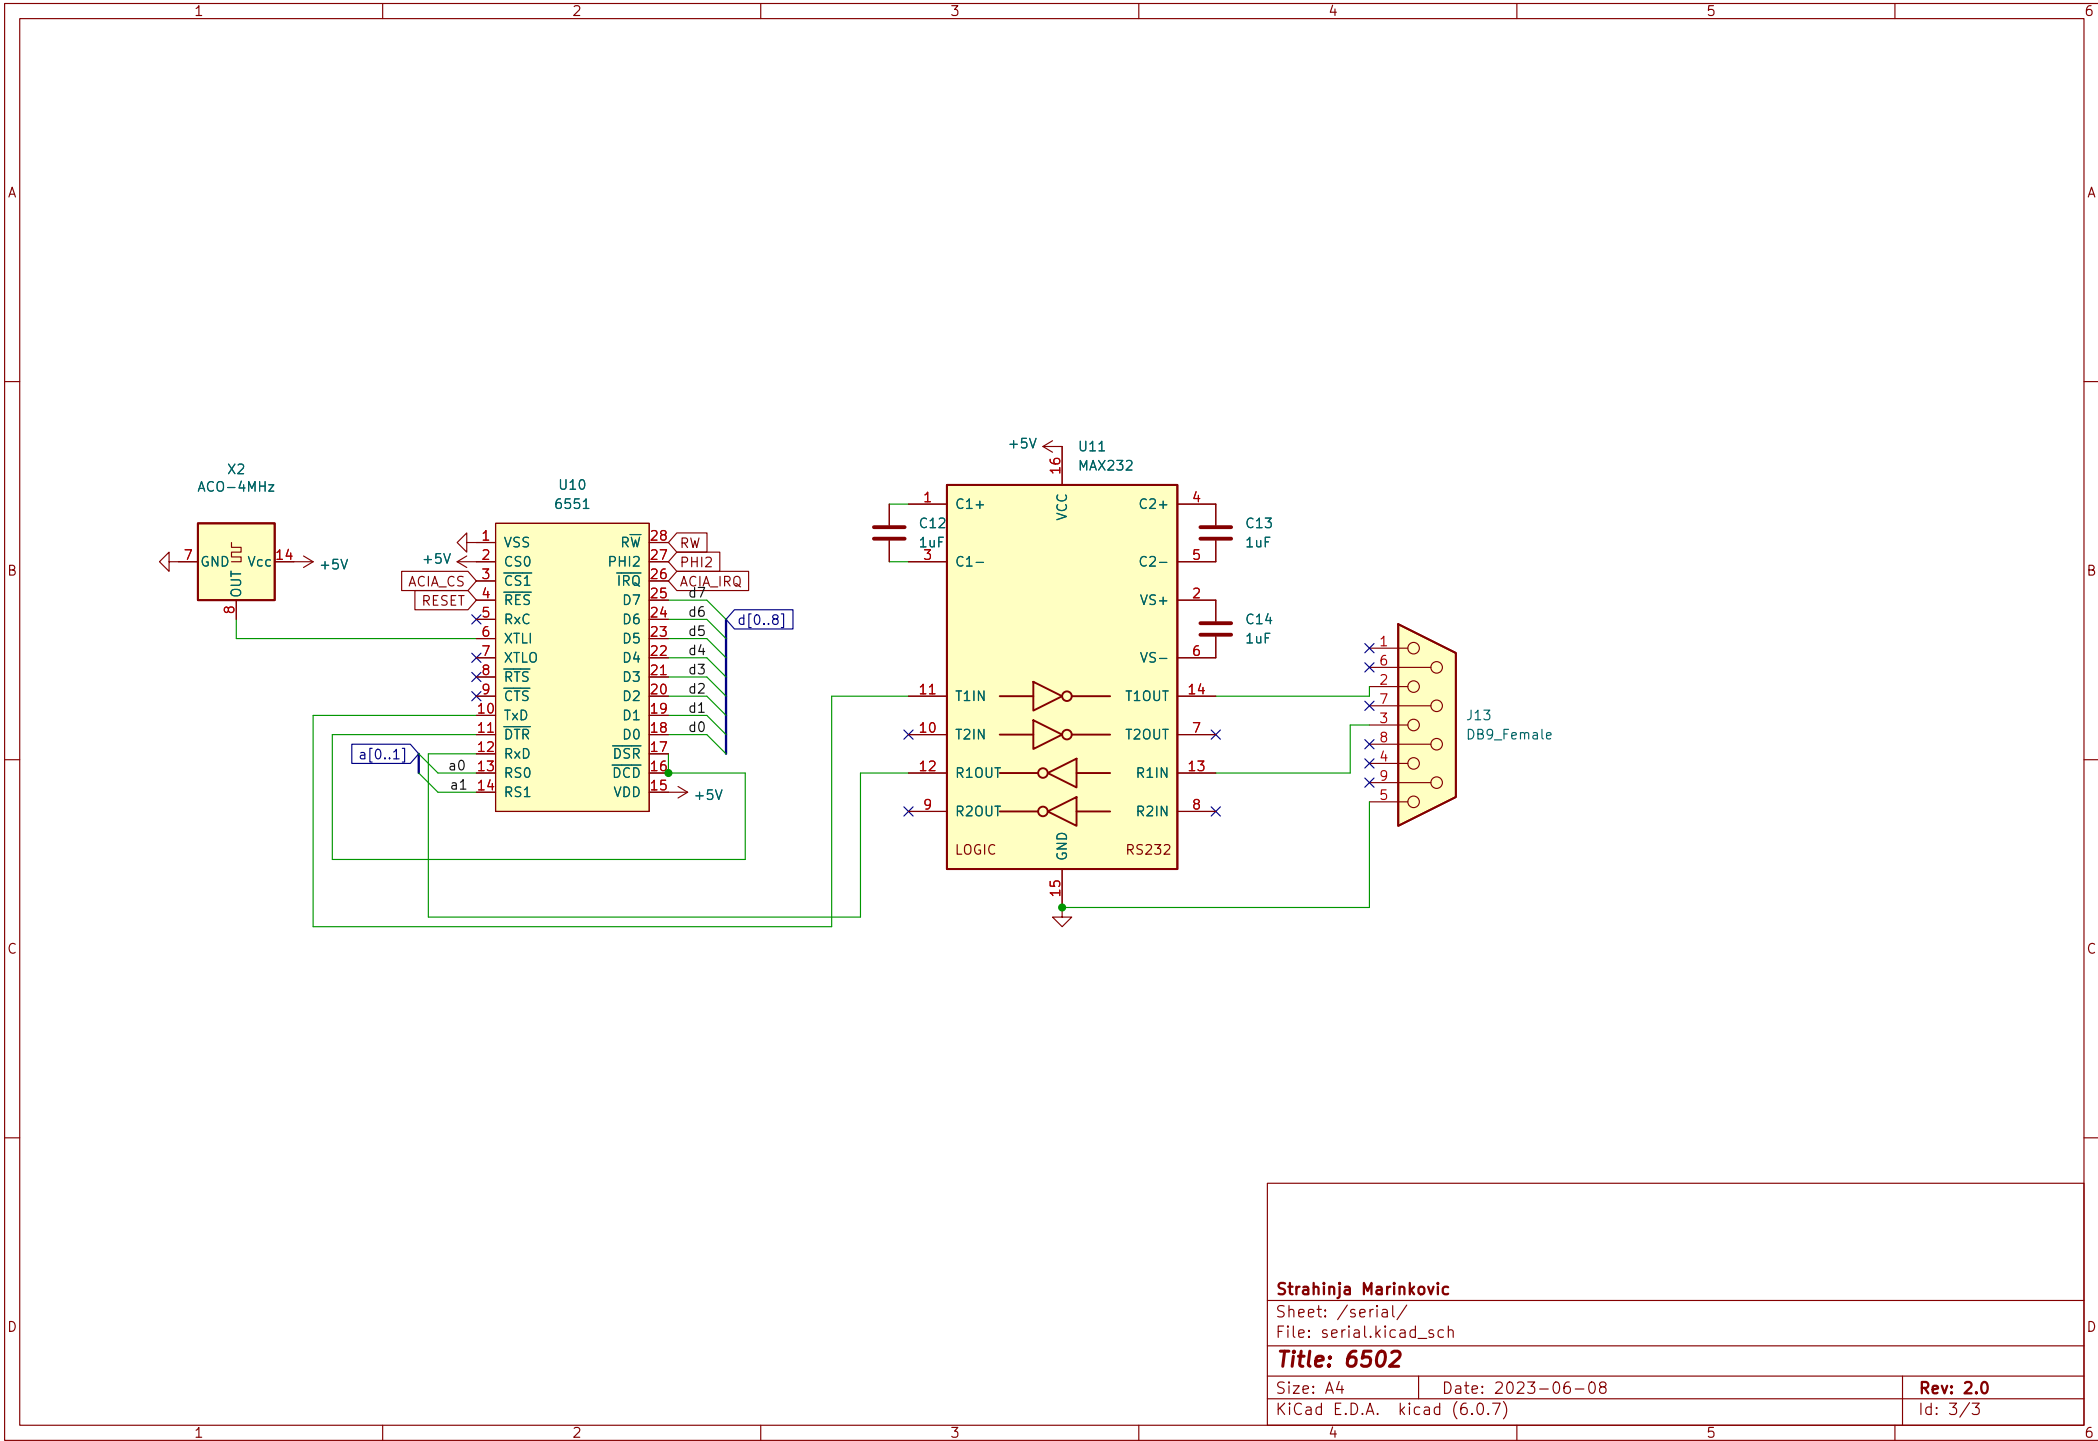 1 2 3 4 5 6
A A
B B
C C
D D
X2
ACO-4MHz
7 GND
OUT
8
Vcc 14
+5V
U10
6551
+5V
ACIA_CS
RESET
1 VSS
2 CS0
3 CS1
4 RES
5 RxC
6 XTLI
7 XTLO
8 RTS
9 CTS
10 TxD
11 DTR
12 RxD
13 RS0
14 RS1
a[0..1]
a0
a1
RW 28
PHI2 27
IRQ 26
D7 25
D6 24
D5 23
D4 22
D3 21
D2 20
D1 19
D0 18
DSR 17
DCD 16
VDD 15
RW
PHI2
ACIA_IRQ
d7
d6
d5
d4
d3
d2
d1
d0
d[0..8]
+5V
+5V
U11
MAX232
16
VCC
C12
1uF
1 C1+
3 C1-
C2+ 4
C2- 5
C13
1uF
VS+ 2
VS- 6
C14
1uF
11 T1IN T1OUT 14
10 T2IN T2OUT 7
12 R1OUT R1IN 13
9 R2OUT R2IN 8
LOGIC GND RS232
15
1
6
2
7
3
8
4
9
5
J13
DB9_Female
Strahinja Marinkovic
Sheet: /serial/
File: serial.kicad_sch
Title: 6502
Size: A4 Date: 2023-06-08 Rev: 2.0
KiCad E.D.A. kicad (6.0.7) Id: 3/3
1 2 3 4 5 6